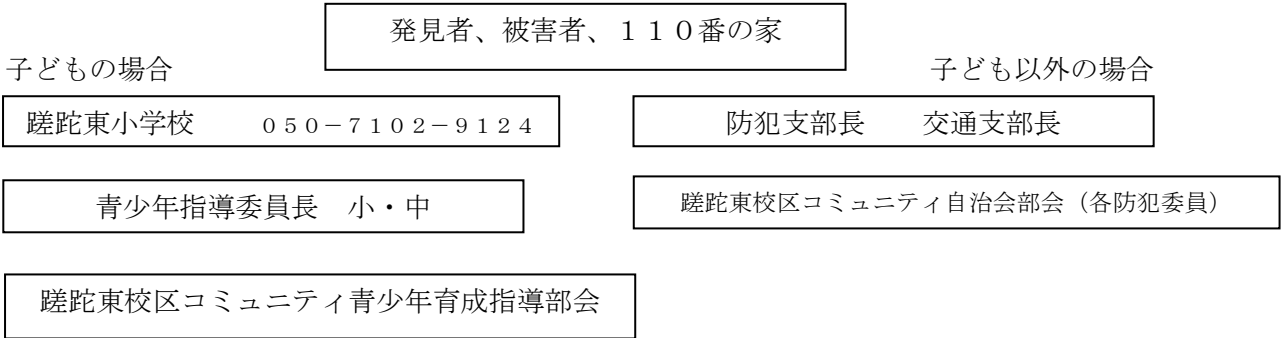 発見者、被害者、１１０番の家
子どもの場合
子ども以外の場合
蹉跎東小学校　　０５０－７１０２－９１２４
防犯支部長　　交通支部長
青少年指導委員長　小・中
蹉跎東校区コミュニティ自治会部会（各防犯委員）
蹉跎東校区コミュニティ青少年育成指導部会